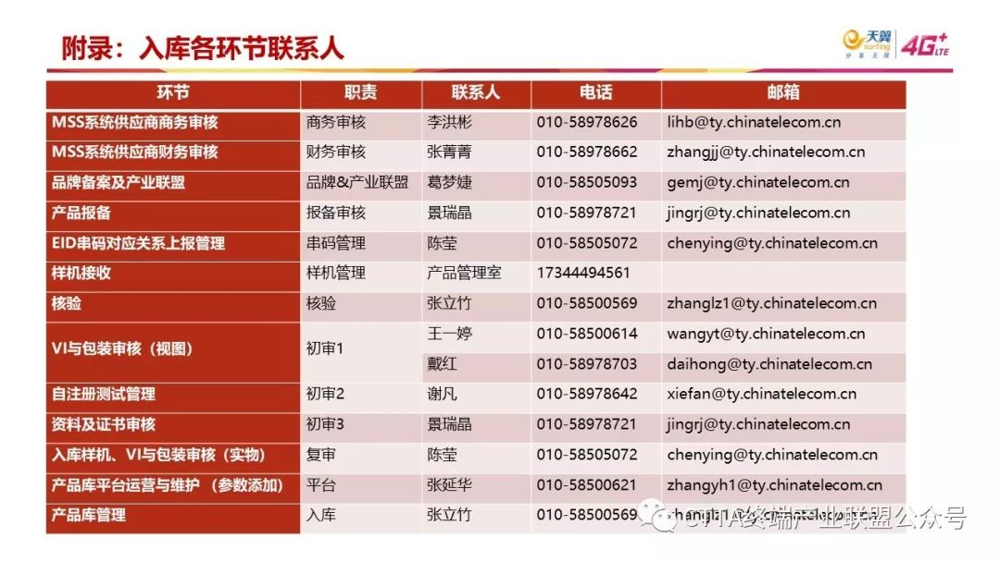 附录：入库各环节联系人
天翼
surfing
分 享 无 限
4G+ LTE
环节 职责 联系人 电话 邮箱
MSS系统供应商商务审核 商务审核 李洪彬 010-58978626 lihb@ty.chinatelecom.cn
MSS系统供应商财务审核 财务审核 张菁菁 010-58978662 zhangjj@ty.chinatelecom.cn
品牌备案及产业联盟 品牌&产业联盟 葛梦婕 010-58505093 gemj@ty.chinatelecom.cn
产品报备 报备审核 景瑞晶 010-58978721 jingrj@ty.chinatelecom.cn
EID串码对应关系上报管理 串码管理 陈莹 010-58505072 chenying@ty.chinatelecom.cn
样机接收 样机管理 产品管理室 17344494561
核验 核验 张立竹 010-58500569 zhanglz1@ty.chinatelecom.cn
VI与包装审核（视图） 初审1 王一婷 010-58500614 wangyt@ty.chinatelecom.cn
戴红 010-58978703 daihong@ty.chinatelecom.cn
自注册测试管理 初审2 谢凡 010-58978642 xiefan@ty.chinatelecom.cn
资料及证书审核 初审3 景瑞晶 010-58978721 jingrj@ty.chinatelecom.cn
入库样机、VI与包装审核（实物） 复审 陈莹 010-58505072 chenying@ty.chinatelecom.cn
产品库平台运营与维护 （参数添加） 平台 张延华 010-58500621 zhangyh1@ty.chinatelecom.cn
产品库管理 入库 张立竹 010-58500569 zhanglz1@ty.chinatelecom.cn
CTTA终端产业联盟公众号